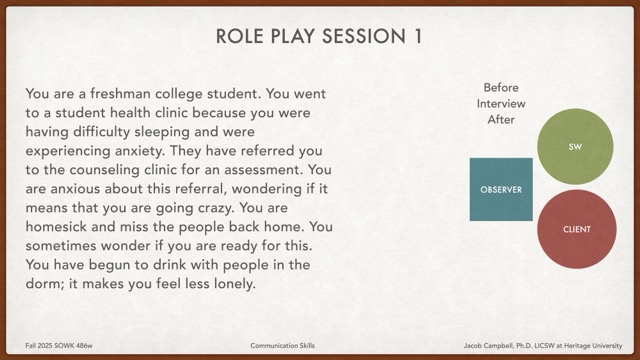 ROLE PLAY SESSION 1
You are a freshman college student. You went
to a student health clinic because you were
having difficulty sleeping and were
experiencing anxiety. They have referred you
to the counseling clinic for an assessment. You
are anxious about this referral, wondering if it
means that you are going crazy. You are
homesick and miss the people back home. You
sometimes wonder if you are ready for this.
You have begun to drink with people in the
dorm; it makes you feel less lonely.
Before
Interview
After
SW
OBSERVER
CLIENT
Fall 2025 SOWK 486w
Communication Skills
Jacob Campbell, Ph.D. LICSW at Heritage University